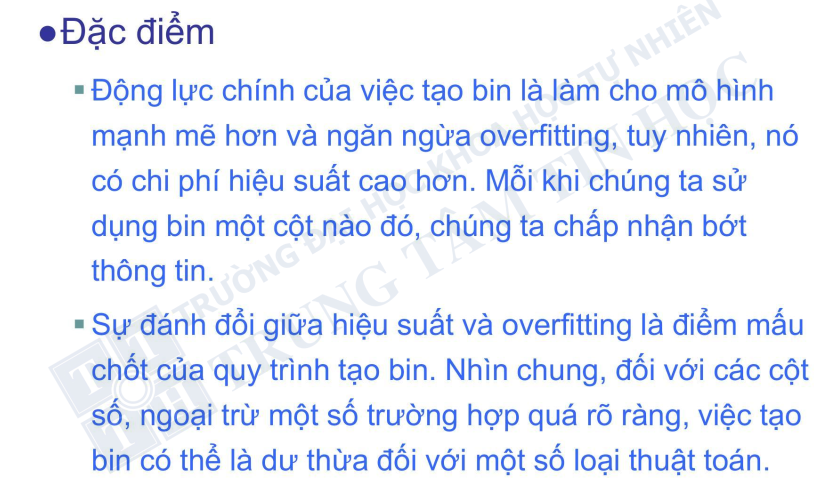 ●Đặc điểm
▪Động lực chính của việc tạo bin là làm cho mô hình
mạnh mẽ hơn và ngăn ngừa overfitting, tuy nhiên, nó
có chi phí hiệu suất cao hơn. Mỗi khi chúng ta sử
dụng bin một cột nào đó, chúng ta chấp nhận bớt
thông tin.
▪Sự đánh đổi giữa hiệu suất và overfitting là điểm mấu
chốt của quy trình tạo bin. Nhìn chung, đối với các cột
số, ngoại trừ một số trường hợp quá rõ ràng, việc tạo
bin có thể là dư thừa đối với một số loại thuật toán.
TRƯỜNG ĐẠI HỌC KHOA HỌC TỰ NHIÊN
TRUNG TÂM TIN HỌC